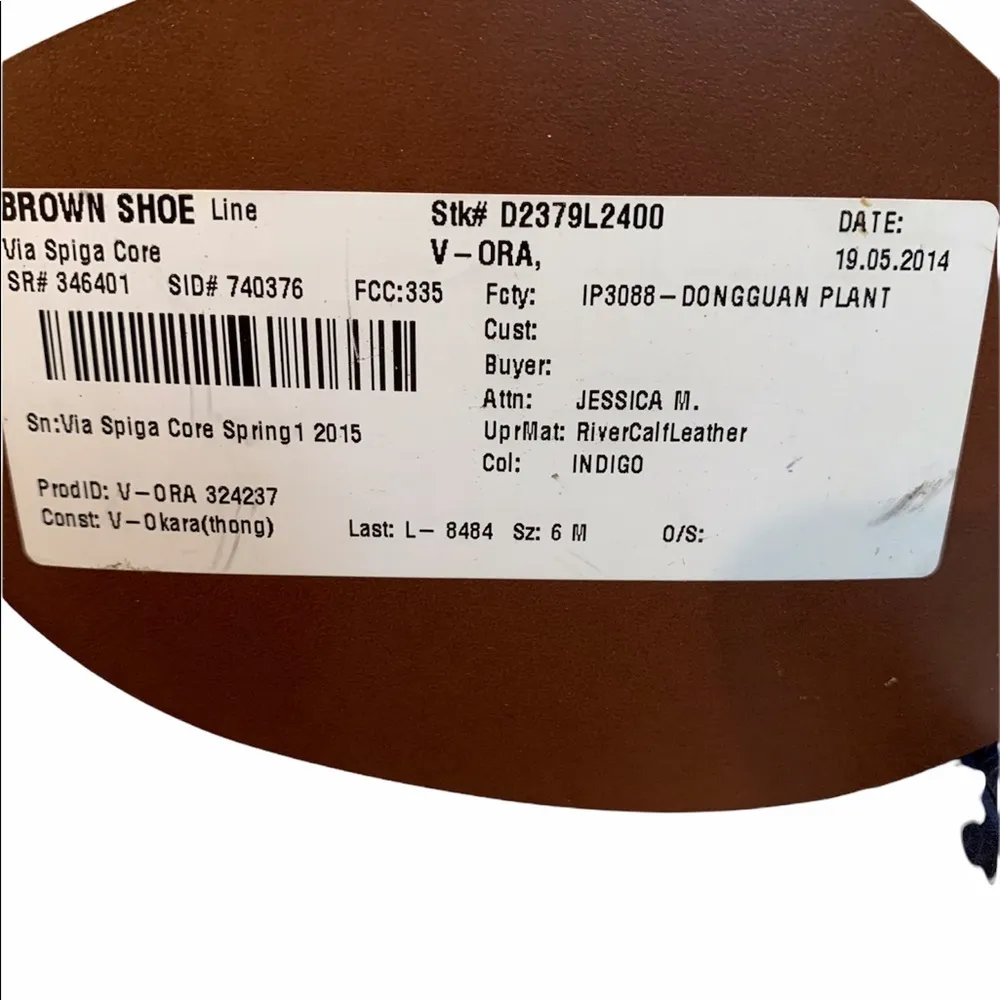 BROWN SHOE Line
Via Spiga Core
SR# 346401 SID# 740376 FCC:335
Sn:Via Spiga Core Spring1 2015
ProdID: V-ORA 324237
Const: V-Okara(thong)
Last: L- 8484 Sz: 6 M O/S:
Stk# D2379L2400
V-ORA,
DATE:
19.05.2014
Fcty: IP3088-DONGGUAN PLANT
Cust:
Buyer:
Attn: JESSICA M.
UprMat: RiverCalfLeather
Col: INDIGO